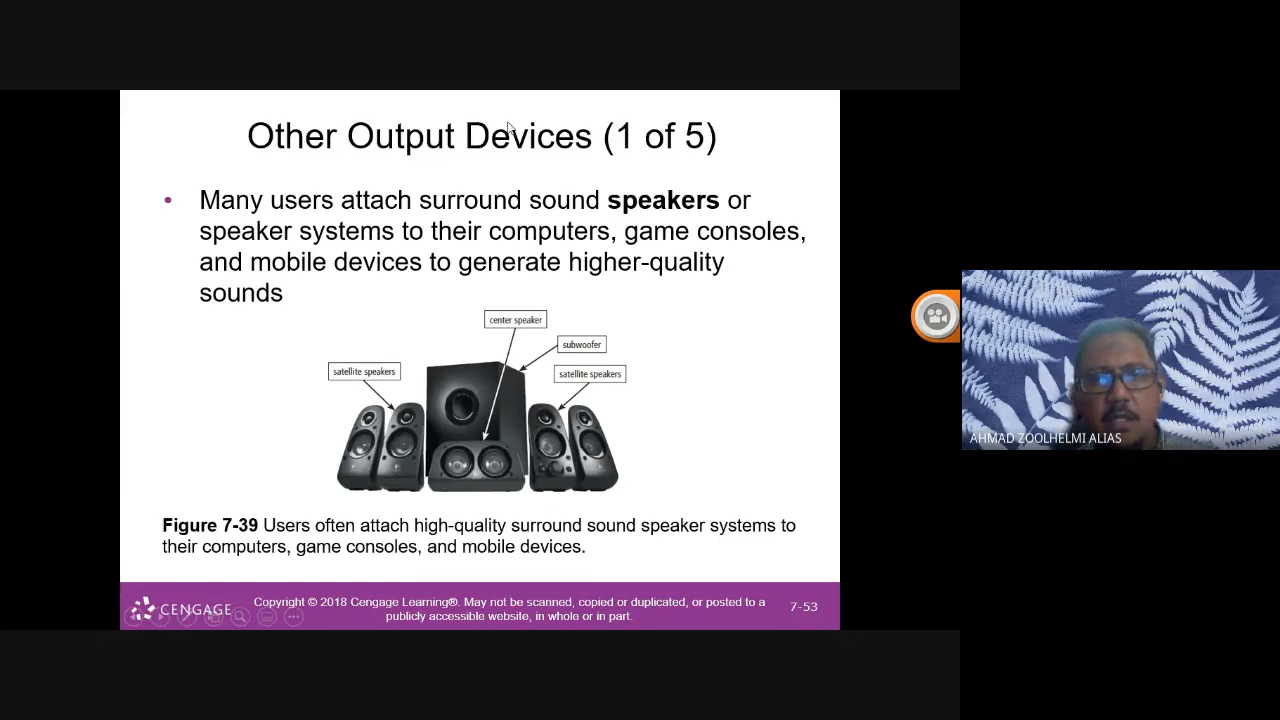 Other Output Devices (1 of 5)
• Many users attach surround sound speakers or
speaker systems to their computers, game consoles,
and mobile devices to generate higher-quality
sounds
center speaker
subwoofer
satellite speakers
satellite speakers
Figure 7-39 Users often attach high-quality surround sound speaker systems to
their computers, game consoles, and mobile devices.
CENGAGE
Copyright © 2018 Cengage Learning®. May not be scanned, copied or duplicated, or posted to a
publicly accessible website, in whole or in part.
7-53
AHMAD ZOOLHELMI ALIAS